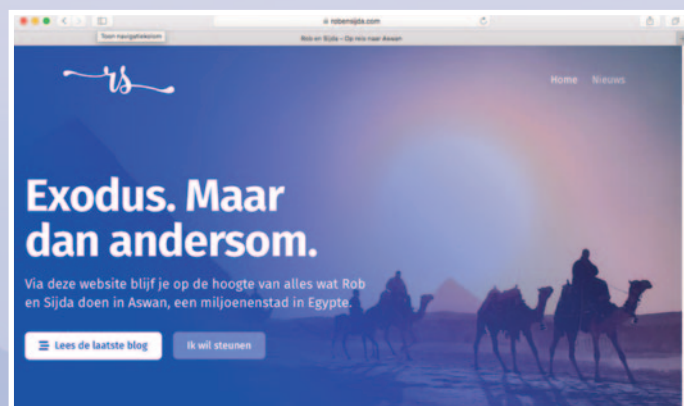 robensijda.com
Toon navigatiekolom
Rob en Sijda – Op reis naar Aswan
rs
Home Nieuws
Exodus. Maar
dan andersom.
Via deze website blijf je op de hoogte van alles wat Rob
en Sijda doen in Aswan, een miljoenenstad in Egypte.
Lees de laatste blog Ik wil steunen